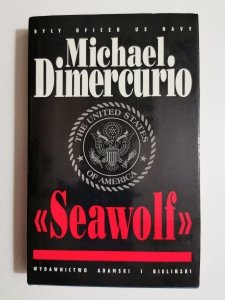 BYŁY OFICER US NAVY
Michael
Dimercurio
THE UNITED STATES
OF AMERICA
«Seawolf»
WYDAWNICTWO ADAMSKI I BIELIŃSKI